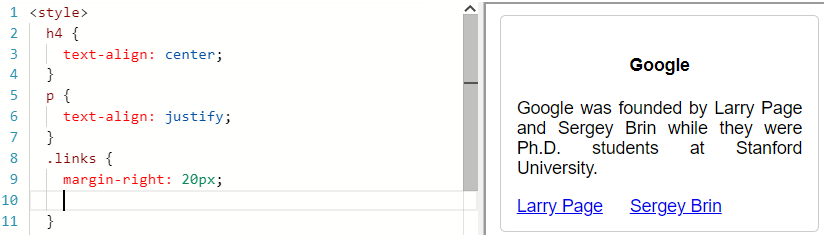 1 <style>
2 h4 {
3 text-align: center;
4 }
5 p {
6 text-align: justify;
7 }
8 .links {
9 margin-right: 20px;
10
11 }
Google
Google was founded by Larry Page
and Sergey Brin while they were
Ph.D. students at Stanford
University.
Larry Page Sergey Brin